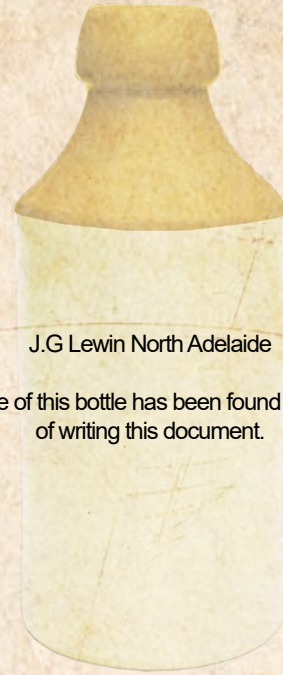 J.G Lewin North Adelaide
e of this bottle has been found
of writing this document.